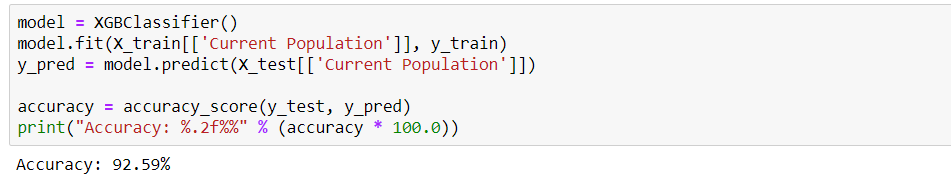 model = XGBClassifier()
model.fit(X_train[['Current Population']], y_train)
y_pred = model.predict(X_test[['Current Population']])
accuracy = accuracy_score(y_test, y_pred)
print("Accuracy: %.2f%%" % (accuracy * 100.0))
Accuracy: 92.59%